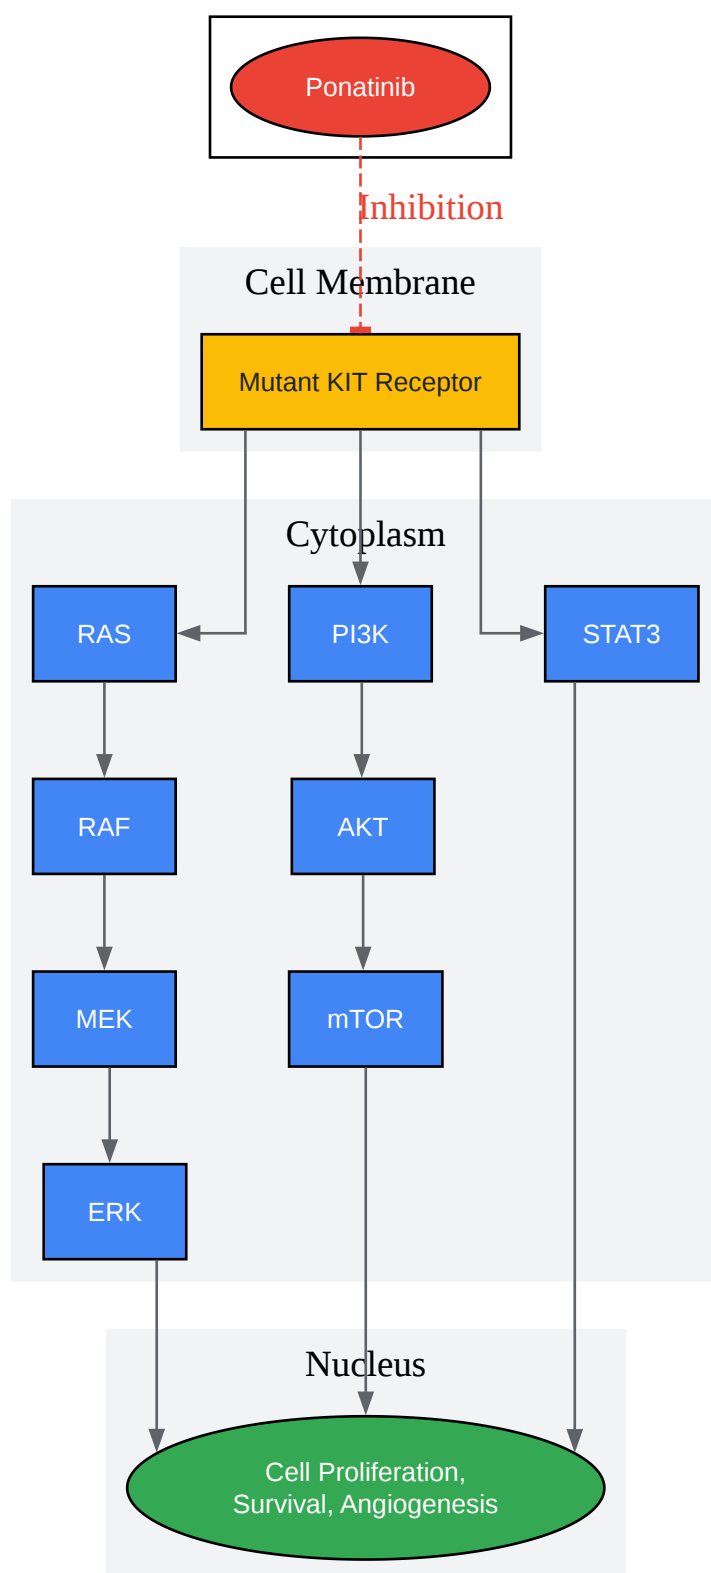 Ponatinib
Inhibition
Cell Membrane
Mutant KIT Receptor
Cytoplasm
RAS
PI3K
STAT3
RAF
AKT
MEK
mTOR
ERK
Nucleus
Cell Proliferation,
Survival, Angiogenesis